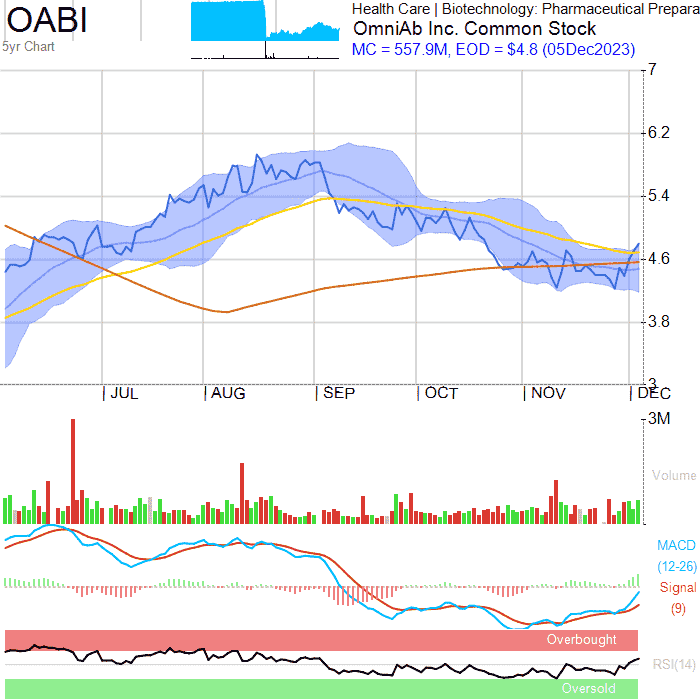 OABI
5yr Chart
Health Care | Biotechnology: Pharmaceutical Prepara
OmniAb Inc. Common Stock
MC = 557.9M, EOD = $4.8 (05Dec2023)
7
6.2
5.4
4.6
3.8
3
JUL AUG SEP OCT NOV DEC
3M
Volume
MACD
(12-26)
Signal
(9)
Overbought
RSI(14)
Oversold